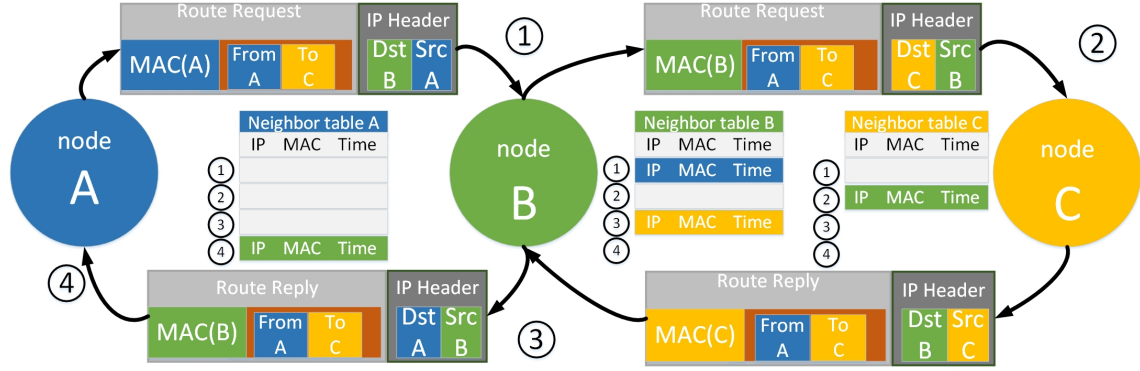 Route Request
IP Header
MAC(A)
From
A
To
C
Dst
B
Src
A
1
Route Request
IP Header
MAC(B)
From
A
To
C
Dst
C
Src
B
2
node
A
Neighbor table A
IP MAC Time
1
2
3
4
IP MAC Time
node
B
Neighbor table B
IP MAC Time
1
IP MAC Time
2
3
IP MAC Time
4
Neighbor table C
IP MAC Time
1
2
IP MAC Time
3
4
node
C
4
Route Reply
IP Header
MAC(B)
From
A
To
C
Dst
A
Src
B
3
Route Reply
IP Header
MAC(C)
From
A
To
C
Dst
B
Src
C